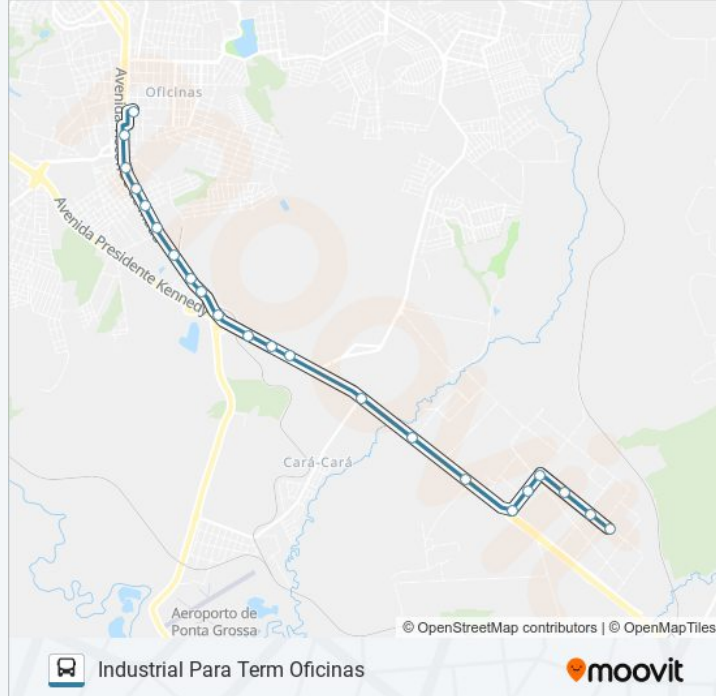 Oficinas
Avenida
Avenida Presidente Kennedy
Cará-Cará
Aeroporto de
Ponta Grossa
© OpenStreetMap contributors | © OpenMapTiles
Industrial Para Term Oficinas
moovit